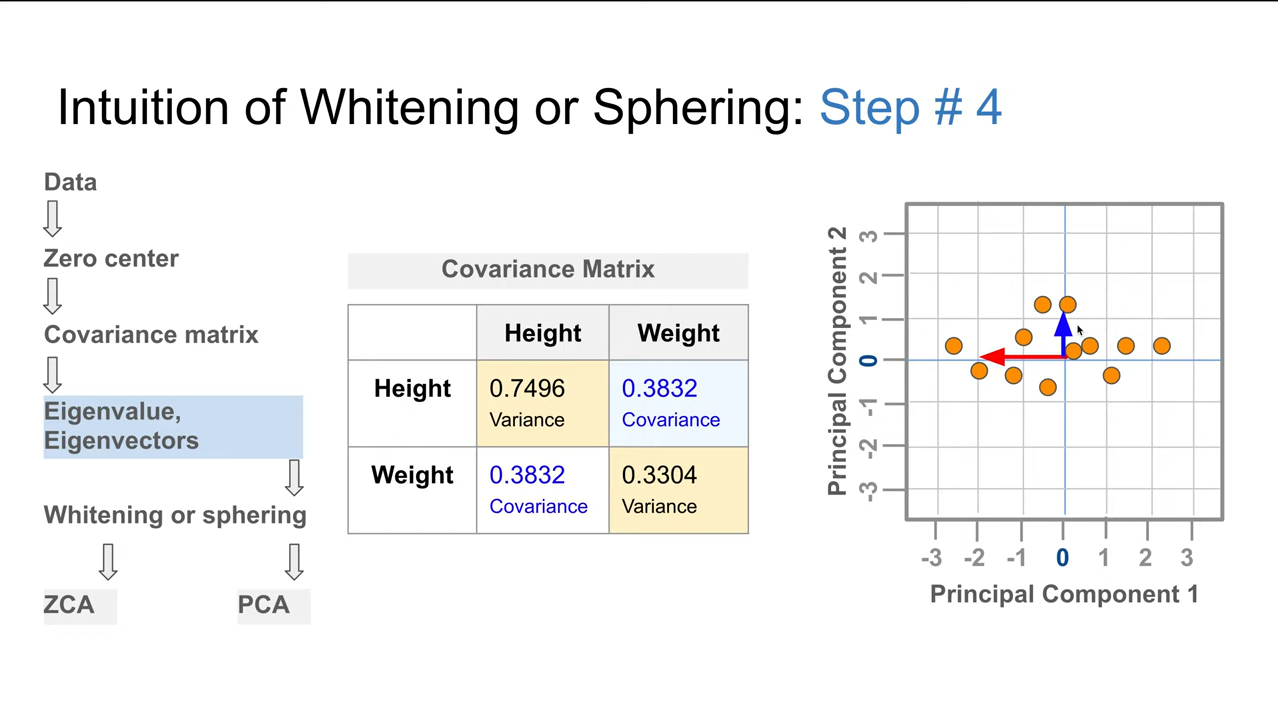 Intuition of Whitening or Sphering: Step # 4
Data
Zero center
Covariance matrix
Eigenvalue,
Eigenvectors
Whitening or sphering
ZCA PCA
Covariance Matrix
Height Weight
Height 0.7496 0.3832
Variance Covariance
Weight 0.3832 0.3304
Covariance Variance
Principal Component 2
3
2
1
0
-1
-2
-3
-3 -2 -1 0 1 2 3
Principal Component 1